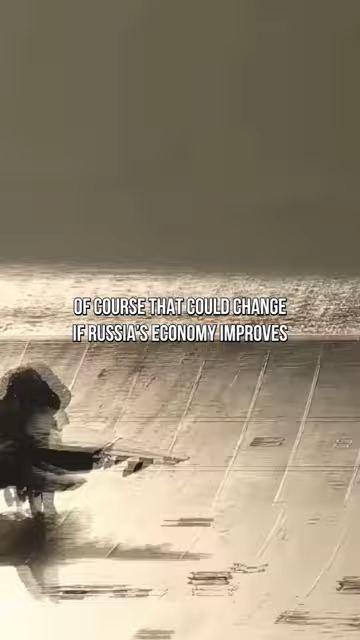 OF COURSE THAT COULD CHANGE
IF RUSSIA'S ECONOMY IMPROVES